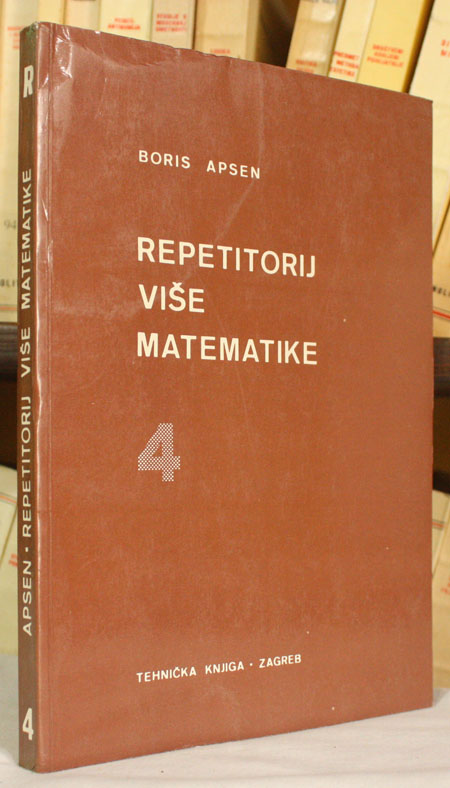 BORIS APSEN
REPETITORIJ
VIŠE
MATEMATIKE
4
TEHNIČKA KNJIGA · ZAGREB
R
APSEN · REPETITORIJ VIŠE MATEMATIKE
4